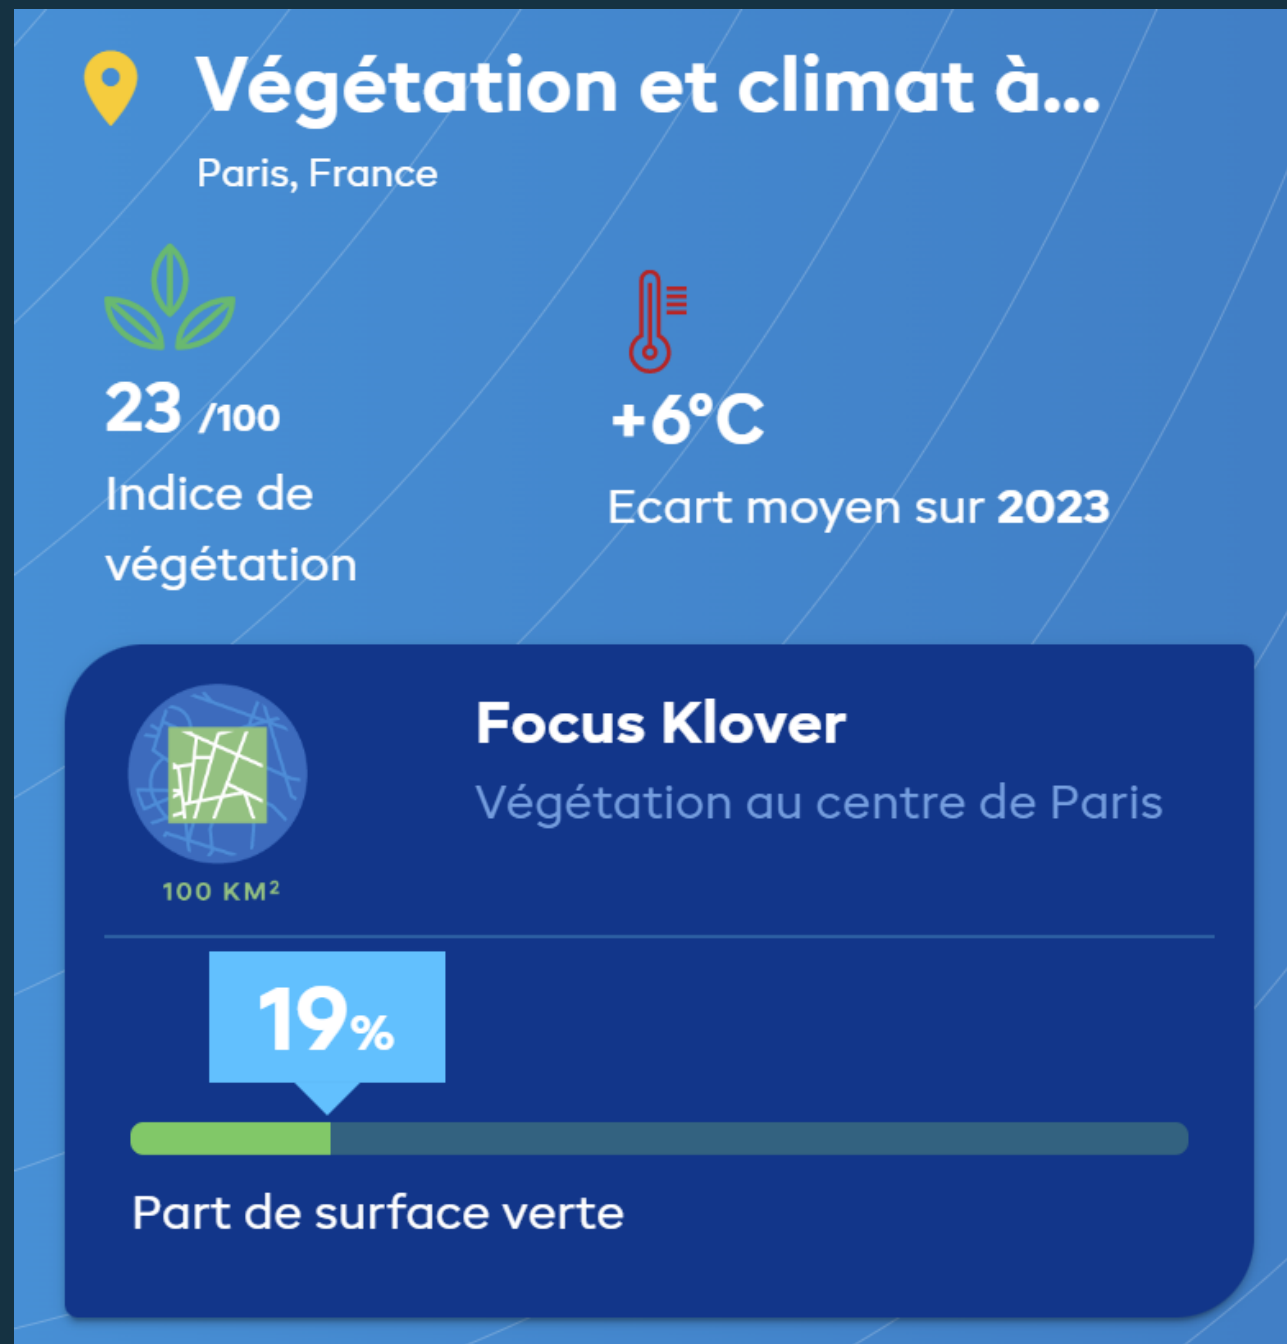 Végétation et climat à...
Paris, France
23 /100
Indice de
végétation
+6°C
Ecart moyen sur 2023
Focus Klover
Végétation au centre de Paris
100 KM²
19%
Part de surface verte